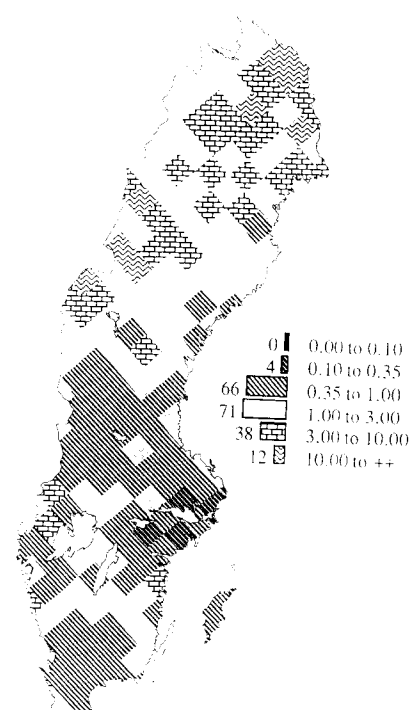 0 0.00 to 0.10
4 0.10 to 0.35
66 0.35 to 1.00
71 1.00 to 3.00
38 3.00 to 10.00
12 10.00 to ++